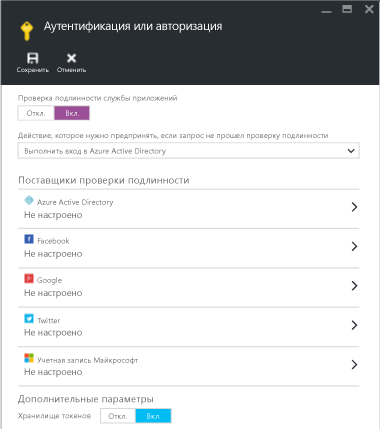 Аутентификация или авторизация
Сохранить Отменить
Проверка подлинности службы приложений
Откл. Вкл.
Действие, которое нужно предпринять, если запрос не прошел проверку подлинности
Выполнить вход в Azure Active Directory
Поставщики проверки подлинности
Azure Active Directory
Не настроено
Facebook
Не настроено
Google
Не настроено
Twitter
Не настроено
Учетная запись Майкрософт
Не настроено
Дополнительные параметры
Хранилище токенов Откл. Вкл.